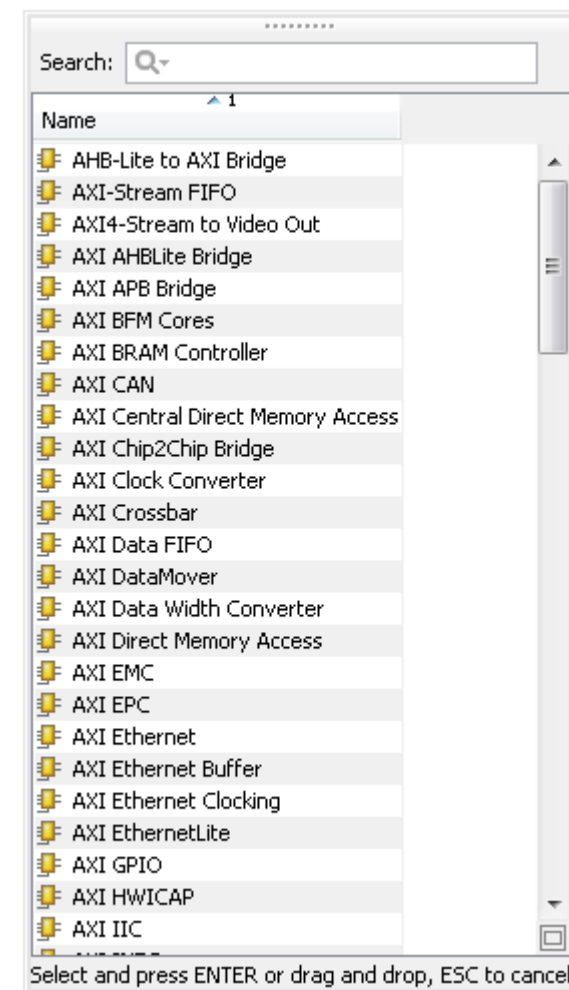 Search:
1
Name
AHB-Lite to AXI Bridge
AXI-Stream FIFO
AXI4-Stream to Video Out
AXI AHBLite Bridge
AXI APB Bridge
AXI BFM Cores
AXI BRAM Controller
AXI CAN
AXI Central Direct Memory Access
AXI Chip2Chip Bridge
AXI Clock Converter
AXI Crossbar
AXI Data FIFO
AXI DataMover
AXI Data Width Converter
AXI Direct Memory Access
AXI EMC
AXI EPC
AXI Ethernet
AXI Ethernet Buffer
AXI Ethernet Clocking
AXI EthernetLite
AXI GPIO
AXI HWICAP
AXI IIC
Select and press ENTER or drag and drop, ESC to cancel